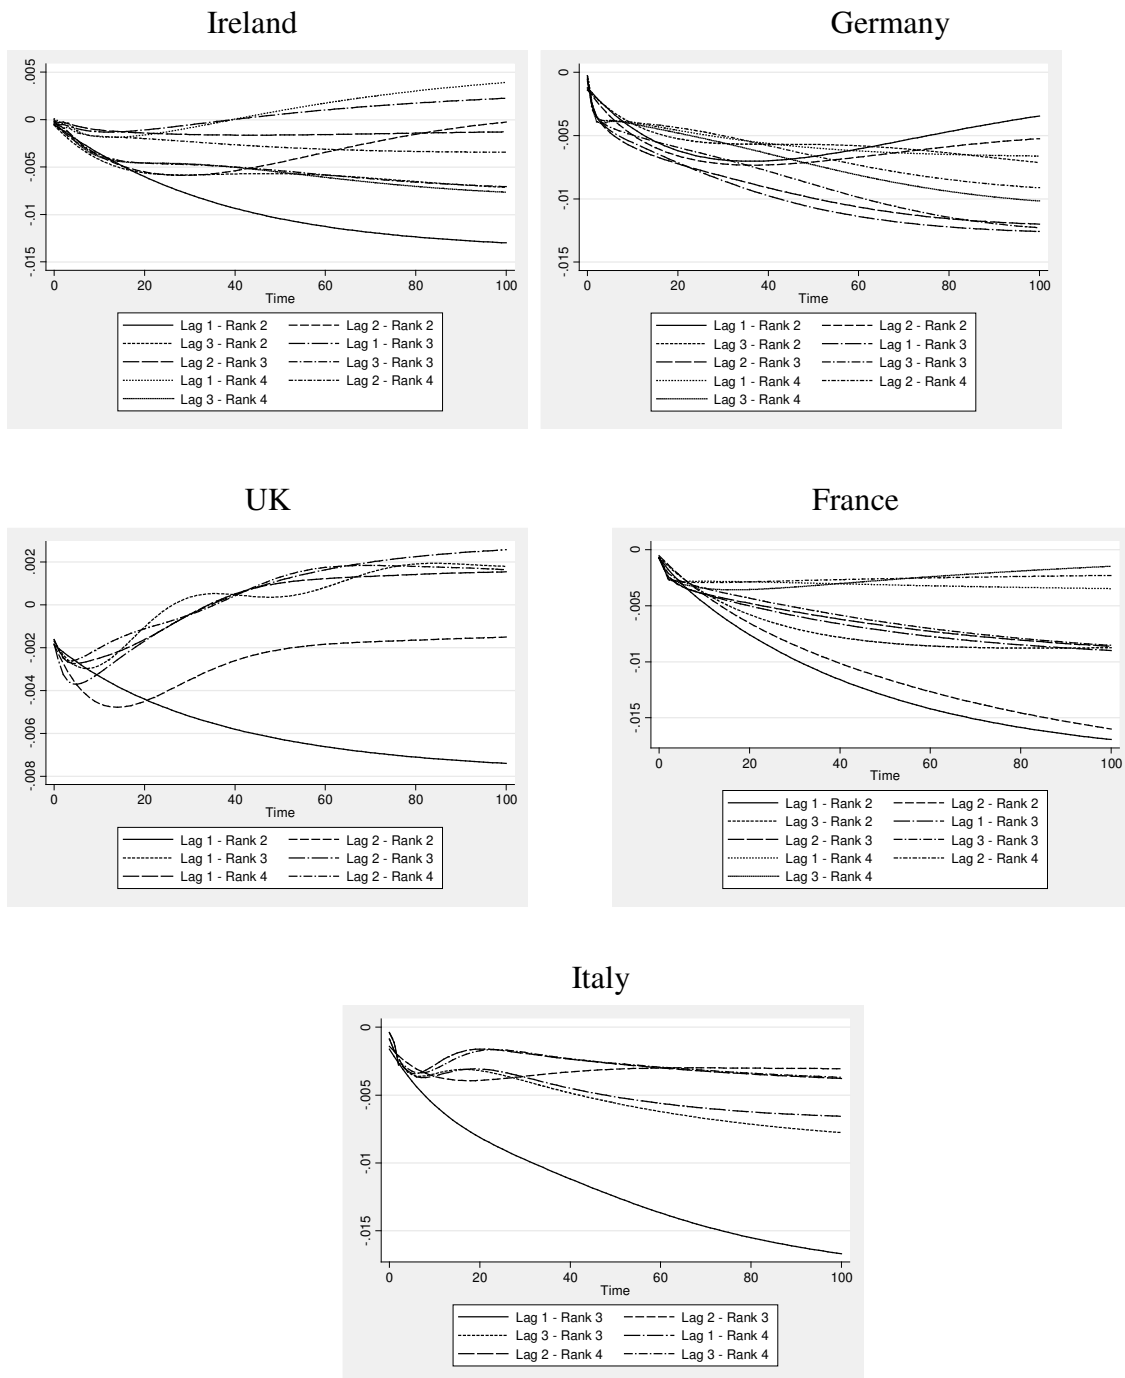 Ireland
Germany
.005
0
-.005
-.01
-.015
0 20 40 60 80 100
Time
Lag 1 - Rank 2 Lag 2 - Rank 2
Lag 3 - Rank 2 Lag 1 - Rank 3
Lag 2 - Rank 3 Lag 3 - Rank 3
Lag 1 - Rank 4 Lag 2 - Rank 4
Lag 3 - Rank 4
0
-.005
-.01
-.015
0 20 40 60 80 100
Time
Lag 1 - Rank 2 Lag 2 - Rank 2
Lag 3 - Rank 2 Lag 1 - Rank 3
Lag 2 - Rank 3 Lag 3 - Rank 3
Lag 1 - Rank 4 Lag 2 - Rank 4
Lag 3 - Rank 4
UK
France
.002
0
-.002
-.004
-.006
-.008
0 20 40 60 80 100
Time
Lag 1 - Rank 2 Lag 2 - Rank 2
Lag 1 - Rank 3 Lag 2 - Rank 3
Lag 1 - Rank 4 Lag 2 - Rank 4
0
-.005
-.01
-.015
0 20 40 60 80 100
Time
Lag 1 - Rank 2 Lag 2 - Rank 2
Lag 3 - Rank 2 Lag 1 - Rank 3
Lag 2 - Rank 3 Lag 3 - Rank 3
Lag 1 - Rank 4 Lag 2 - Rank 4
Lag 3 - Rank 4
Italy
0
-.005
-.01
-.015
0 20 40 60 80 100
Time
Lag 1 - Rank 3 Lag 2 - Rank 3
Lag 3 - Rank 3 Lag 1 - Rank 4
Lag 2 - Rank 4 Lag 3 - Rank 4